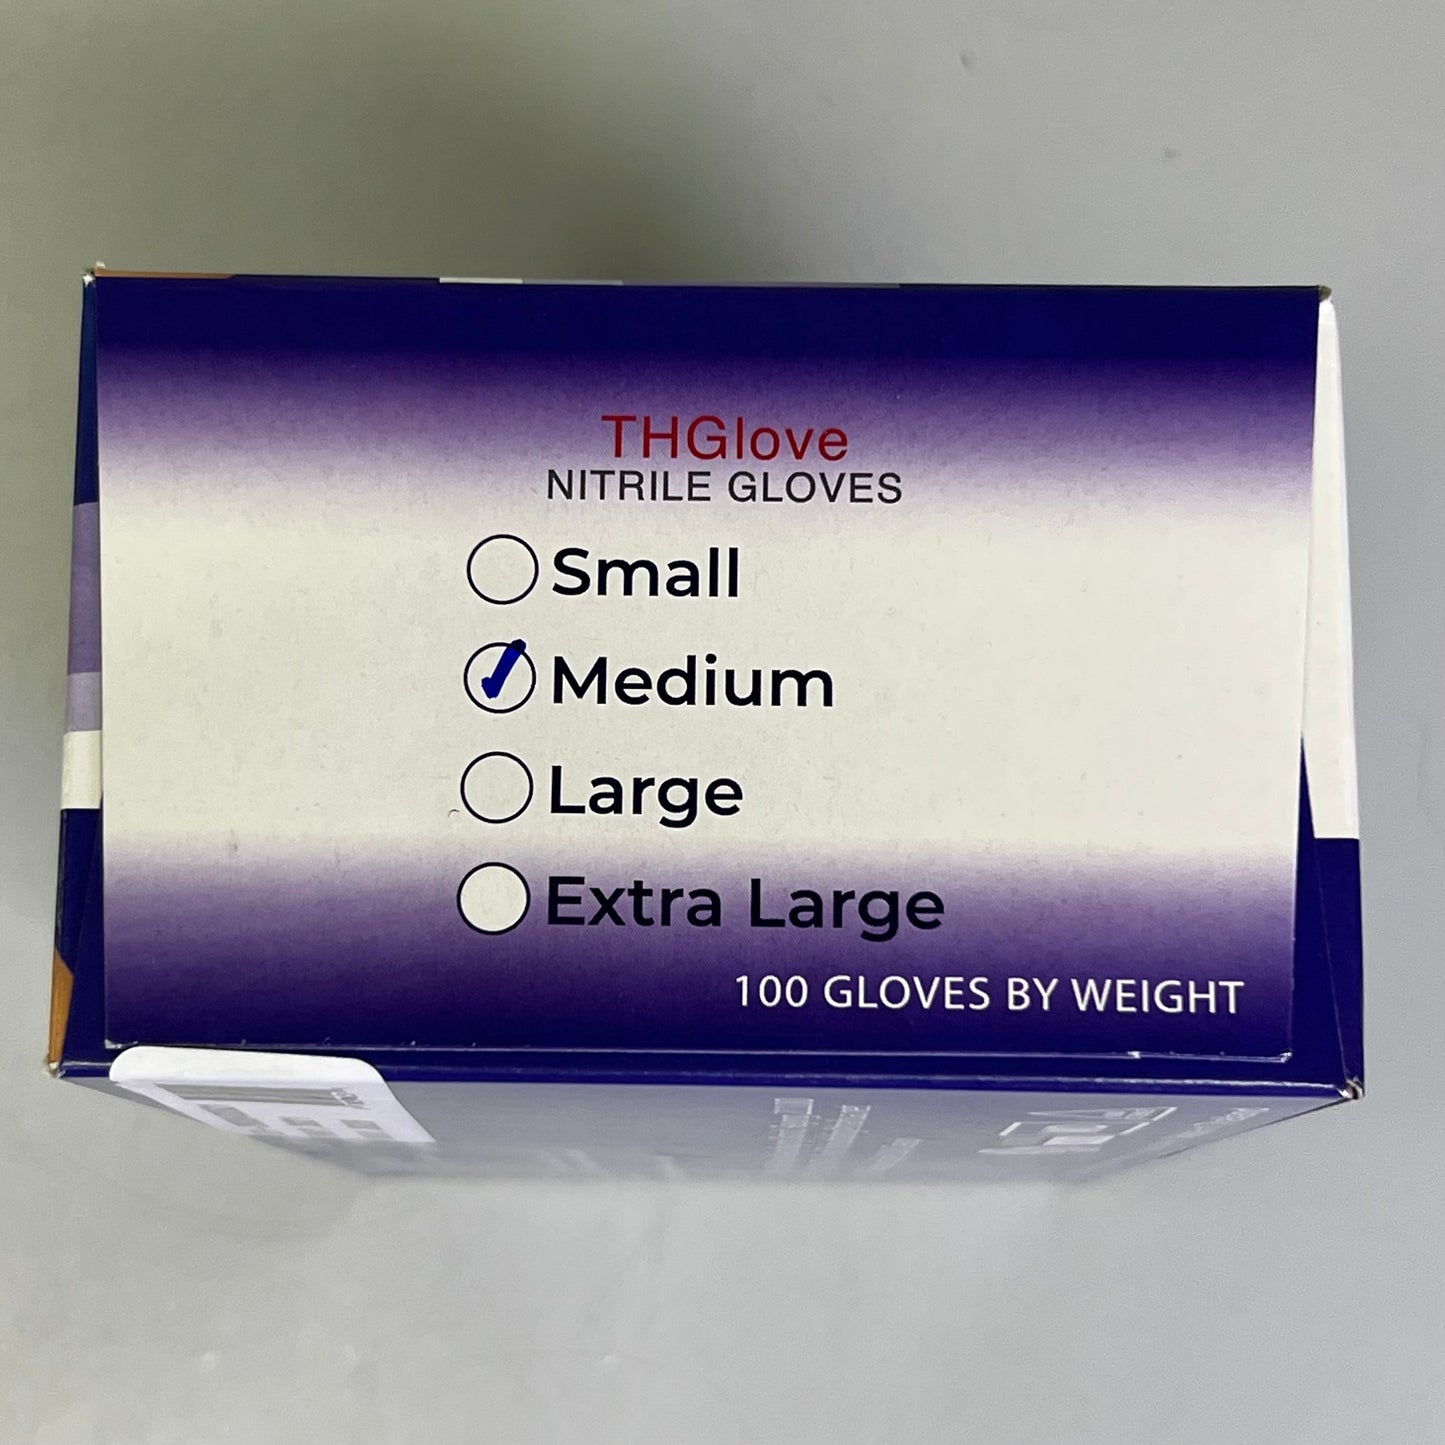 THGlove
NITRILE GLOVES
Small
Medium
Large
Extra Large
100 GLOVES BY WEIGHT